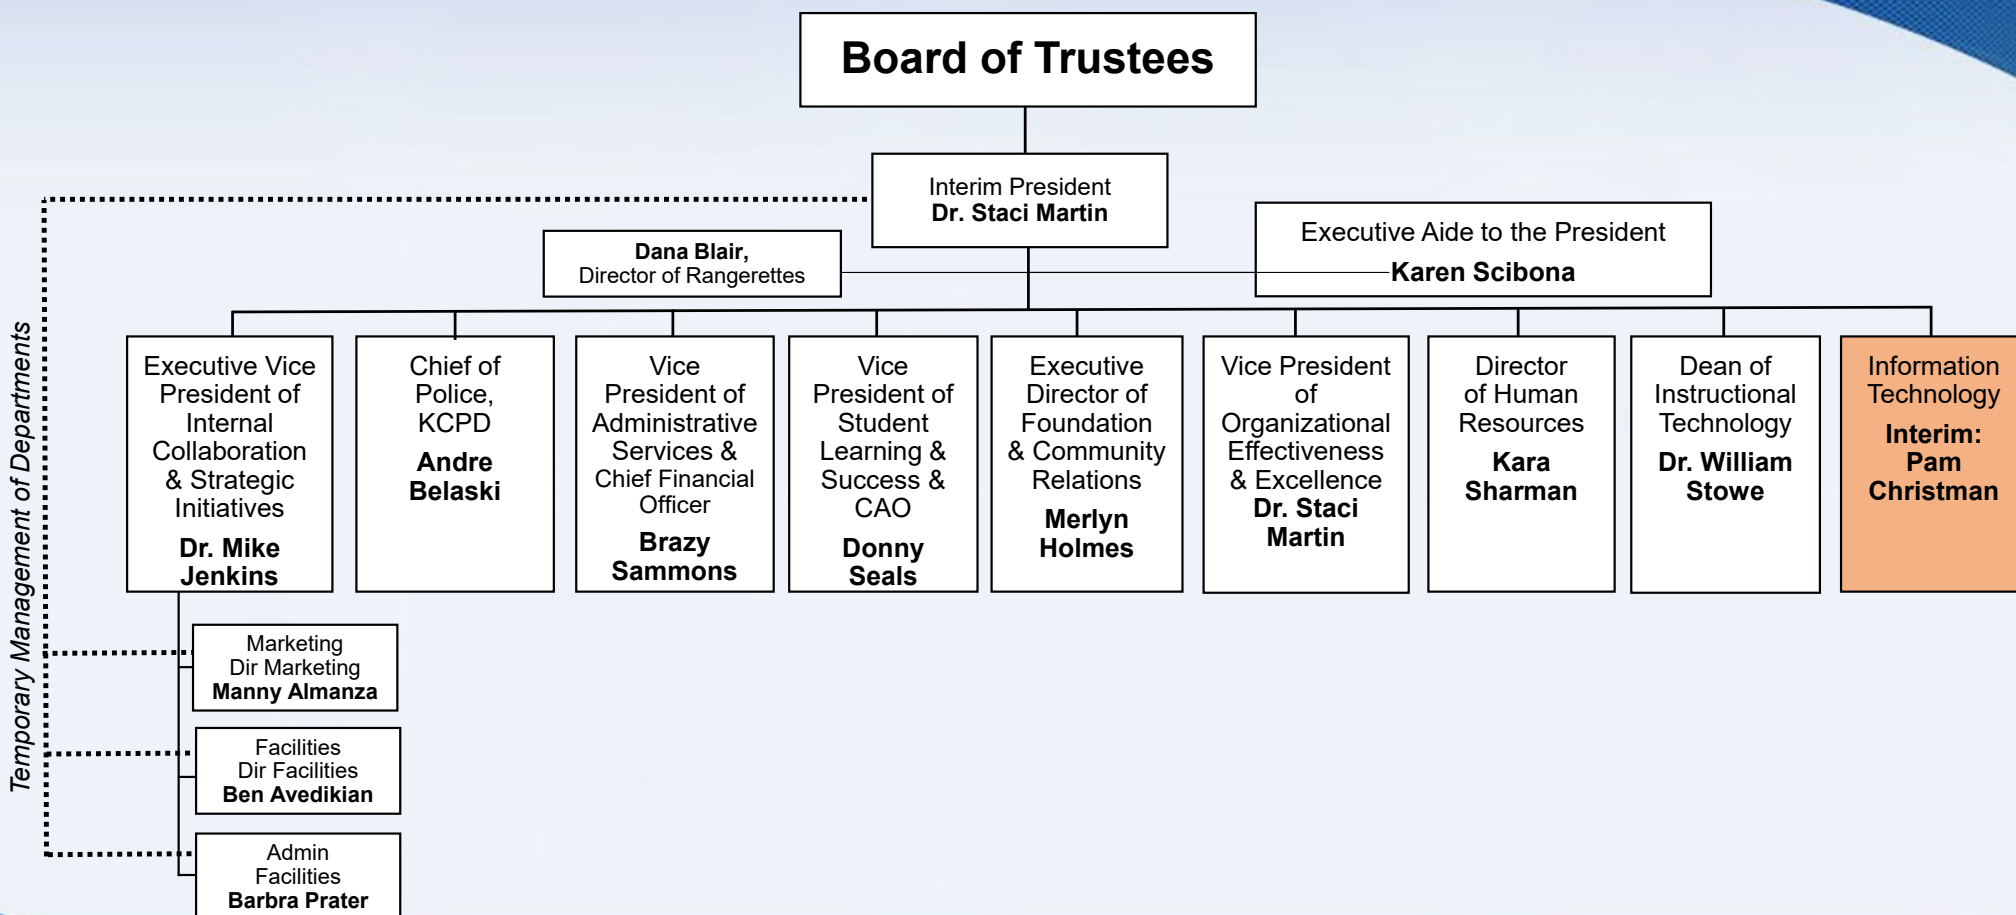 Board of Trustees
Interim President
Dr. Staci Martin
Dana Blair,
Director of Rangerettes
Executive Aide to the President
Karen Scibona
Temporary Management of Departments
Executive Vice
President of
Internal
Collaboration
& Strategic
Initiatives
Dr. Mike
Jenkins
Chief of
Police,
KCPD
Andre
Belaski
Vice
President of
Administrative
Services &
Chief Financial
Officer
Brazy
Sammons
Vice
President of
Student
Learning &
Success &
CAO
Donny
Seals
Executive
Director of
Foundation
& Community
Relations
Merlyn
Holmes
Vice President
of
Organizational
Effectiveness
& Excellence
Dr. Staci
Martin
Director
of Human
Resources
Kara
Sharman
Dean of
Instructional
Technology
Dr. William
Stowe
Information
Technology
Interim:
Pam
Christman
Marketing
Dir Marketing
Manny Almanza
Facilities
Dir Facilities
Ben Avedikian
Admin
Facilities
Barbra Prater